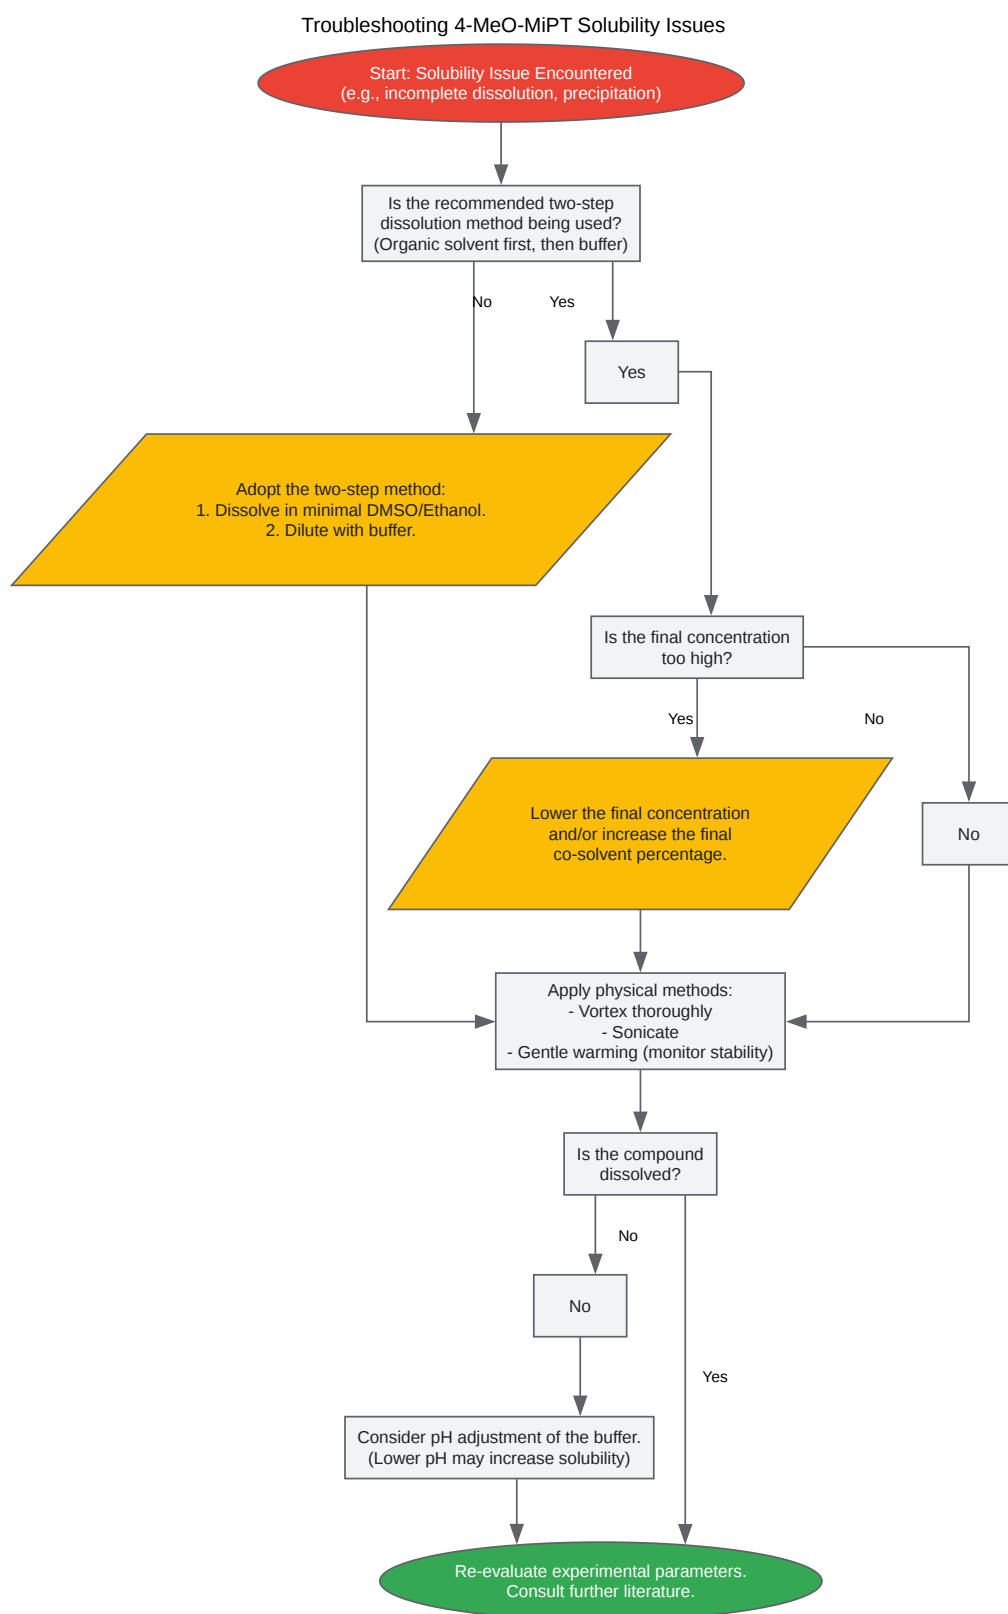 Troubleshooting 4-MeO-MiPT Solubility Issues
Start: Solubility Issue Encountered
(e.g., incomplete dissolution, precipitation)
Is the recommended two-step
dissolution method being used?
(Organic solvent first, then buffer)
No
Yes
Yes
Adopt the two-step method:
1. Dissolve in minimal DMSO/Ethanol.
2. Dilute with buffer.
Is the final concentration
too high?
Yes
No
Lower the final concentration
and/or increase the final
co-solvent percentage.
No
Apply physical methods:
- Vortex thoroughly
- Sonicate
- Gentle warming (monitor stability)
Is the compound
dissolved?
No
No
Yes
Consider pH adjustment of the buffer.
(Lower pH may increase solubility)
Re-evaluate experimental parameters.
Consult further literature.